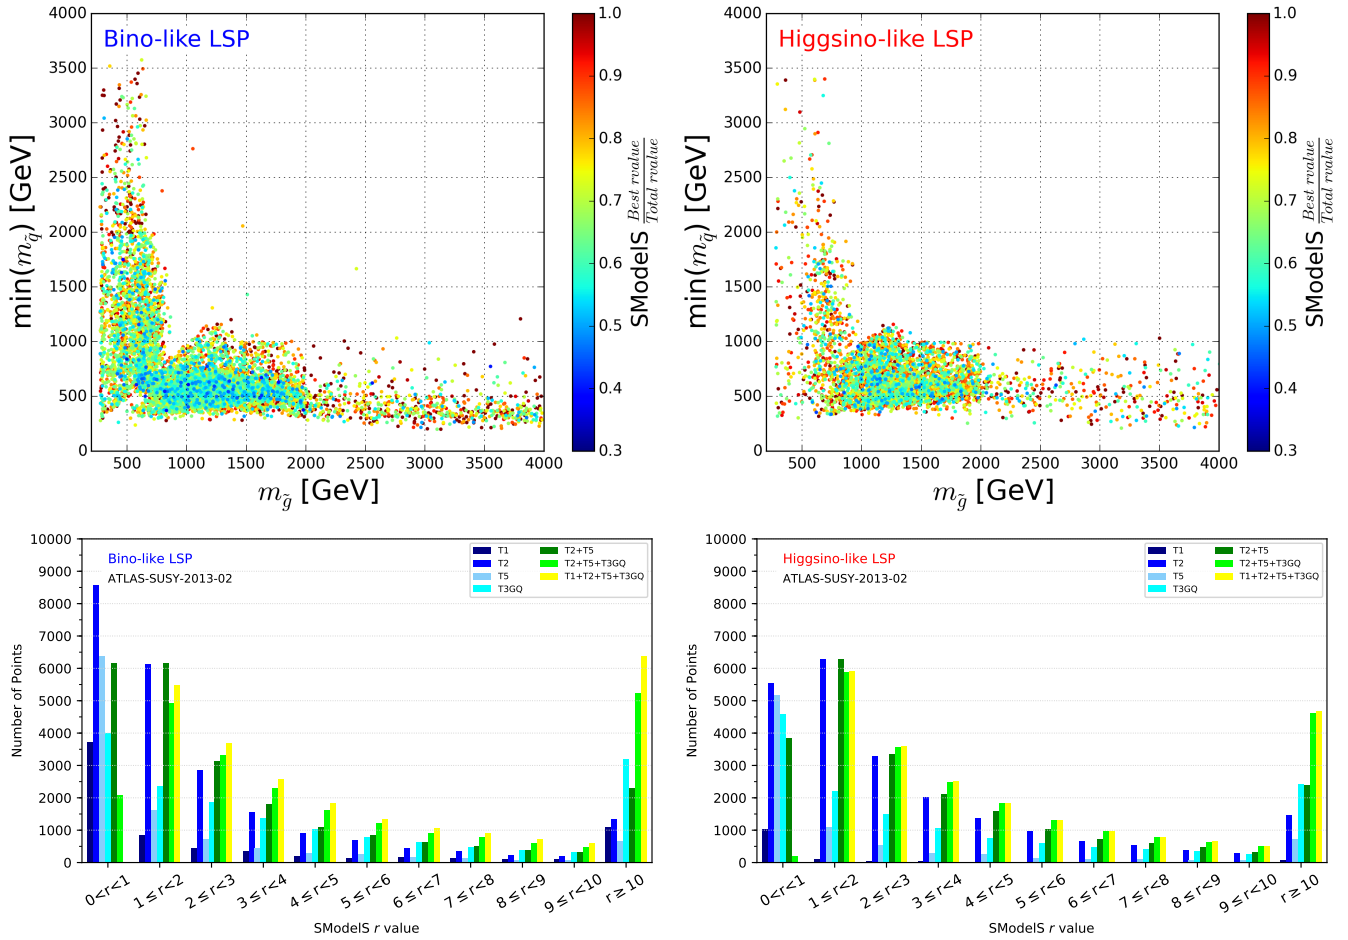 Bino-like LSP
4000
3500
3000
2500
2000
1500
1000
500
0
min(m_q̃) [GeV]
500 1000 1500 2000 2500 3000 3500 4000
m_g̃ [GeV]
1.0
0.9
0.8
0.7
0.6
0.5
0.4
0.3
SModelS Best rvalue / Total rvalue
Higgsino-like LSP
4000
3500
3000
2500
2000
1500
1000
500
0
min(m_q̃) [GeV]
500 1000 1500 2000 2500 3000 3500 4000
m_g̃ [GeV]
1.0
0.9
0.8
0.7
0.6
0.5
0.4
0.3
SModelS Best rvalue / Total rvalue
10000
9000
8000
7000
6000
5000
4000
3000
2000
1000
0
Number of Points
Bino-like LSP
ATLAS-SUSY-2013-02
T1
T2
T5
T3GQ
T2+T5
T2+T5+T3GQ
T1+T2+T5+T3GQ
0<r<1 1≤r<2 2≤r<3 3≤r<4 4≤r<5 5≤r<6 6≤r<7 7≤r<8 8≤r<9 9≤r<10 r≥10
SModelS r value
10000
9000
8000
7000
6000
5000
4000
3000
2000
1000
0
Number of Points
Higgsino-like LSP
ATLAS-SUSY-2013-02
T1
T2
T5
T3GQ
T2+T5
T2+T5+T3GQ
T1+T2+T5+T3GQ
0<r<1 1≤r<2 2≤r<3 3≤r<4 4≤r<5 5≤r<6 6≤r<7 7≤r<8 8≤r<9 9≤r<10 r≥10
SModelS r value